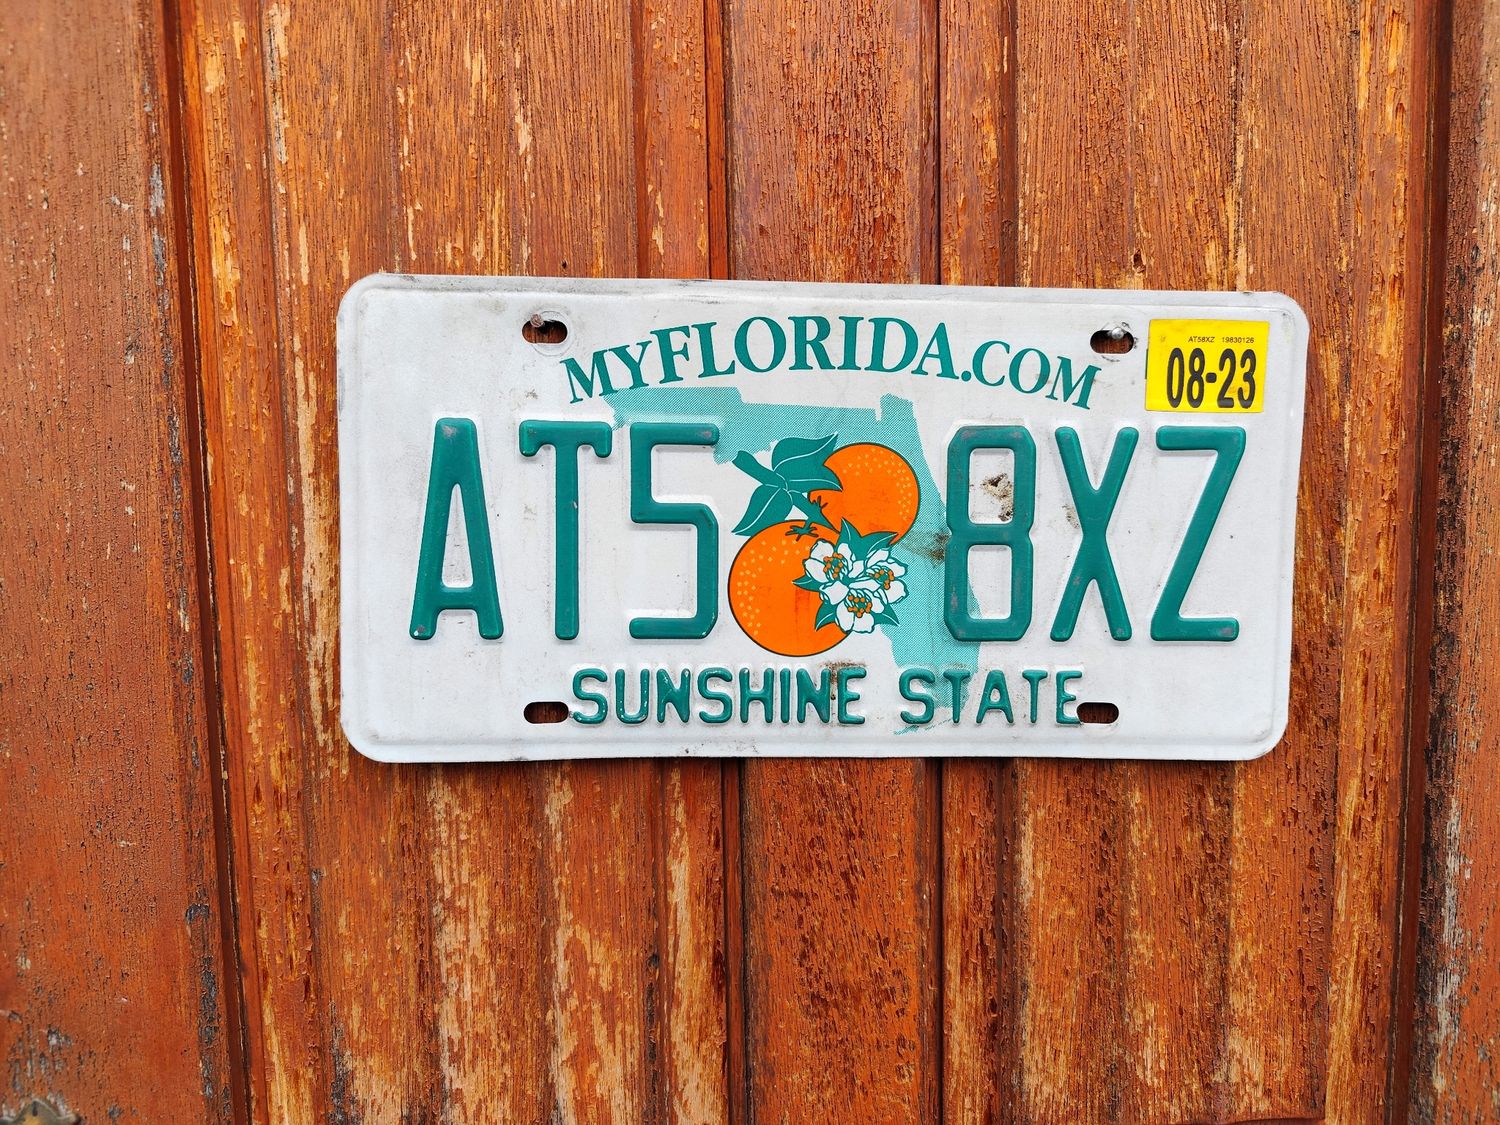 MYFLORIDA.COM
AT58XZ 19830126
08-23
AT5 8XZ
SUNSHINE STATE